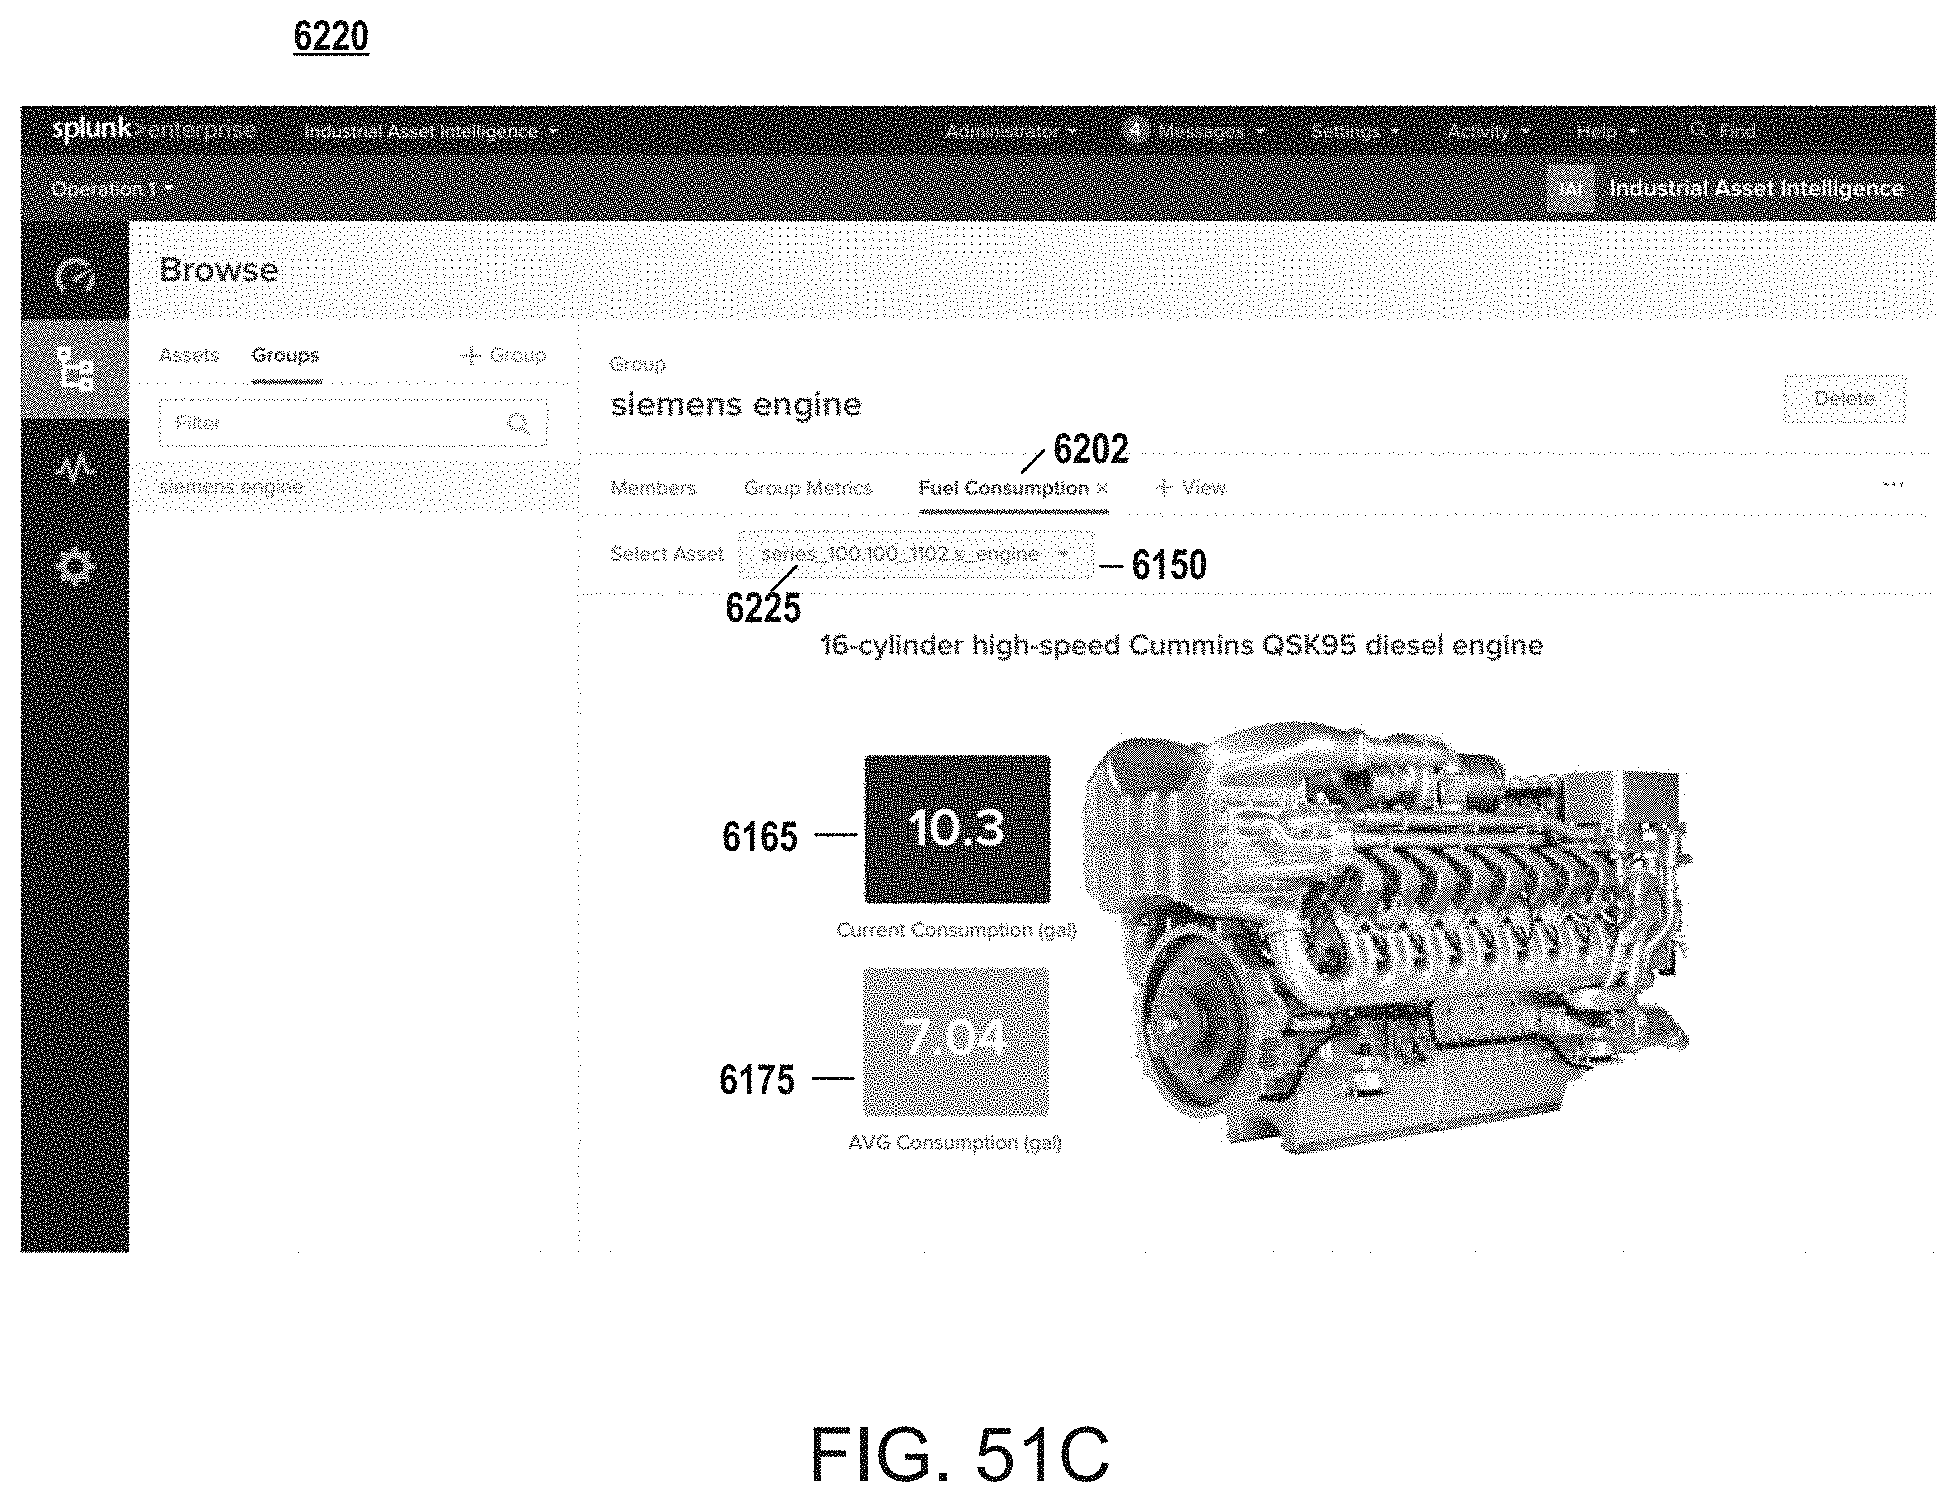 6220
splunk>enterprise Industrial Asset Intelligence Administrator 4 Messages Settings Activity Help Find
Operation 1 IAI Industrial Asset Intelligence
Browse
Assets Groups + Group
Filter
siemens engine
Group
siemens engine
Delete
6202
Members Group Metrics Fuel Consumption × + View ...
Select Asset series_100.100_1102.s_engine 6150
6225
16-cylinder high-speed Cummins QSK95 diesel engine
6165 10.3
Current Consumption (gal)
7.04
6175
AVG Consumption (gal)
FIG. 51C